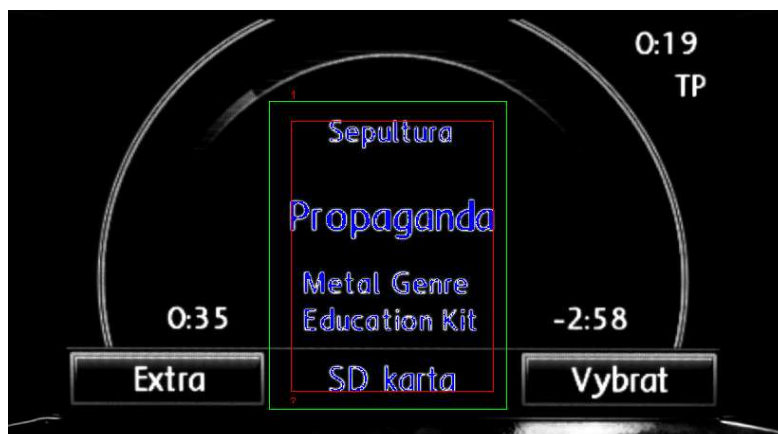 0:19
TP
Sepultura
Propaganda
Metal Genre
0:35 Education Kit -2:58
Extra SD karta Vybrat